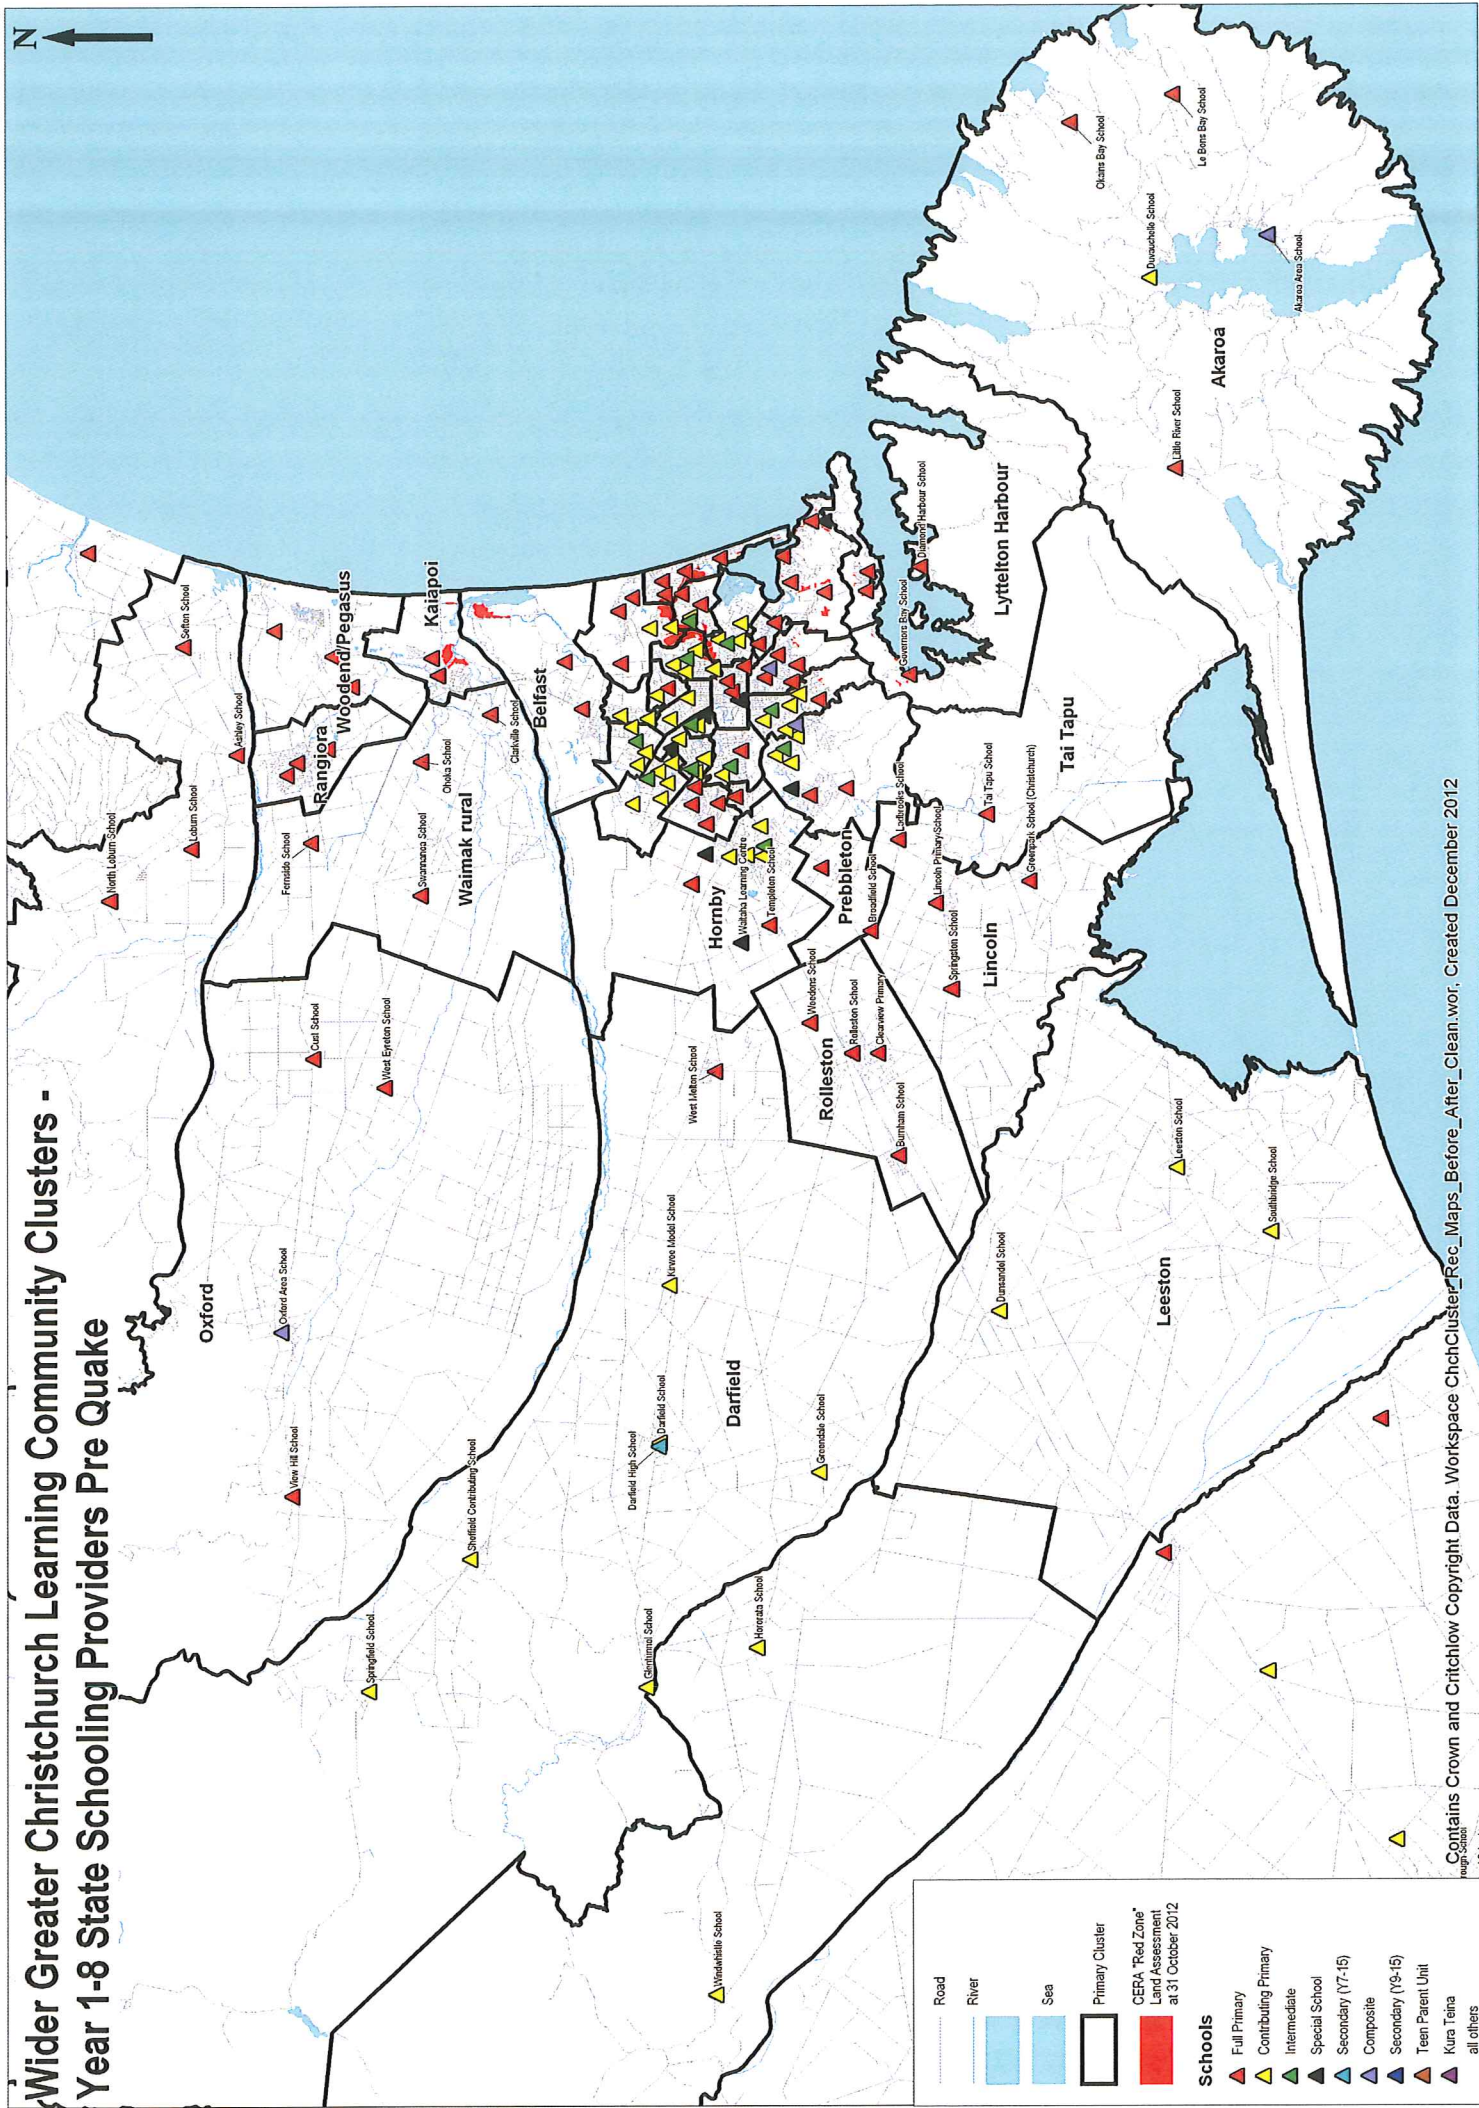 Wider Greater Christchurch Learning Community Clusters -
Year 1-8 State Schooling Providers Pre Quake
N
Sefton School
North Loburn School
Loburn School
Ashley School
Rangiora
Woodend/Pegasus
Kaiapoi
Fernside School
Ohoka School
Clarkville School
Swannanoa School
Waimak rural
Belfast
Oxford
Cust School
West Eyreton School
Oxford Area School
View Hill School
Springfield School
Sheffield Contributing School
Hornby
Waitaha Learning Centre
Templeton School
Prebbleton
Broadfield School
Ladbrooks School
Lincoln Primary School
Springston School
Lincoln
Tai Tapu School
Greenpark School (Christchurch)
Tai Tapu
Governors Bay School
Diamond Harbour School
Lyttelton Harbour
Okains Bay School
Le Bons Bay School
Duvauchelle School
Akaroa Area School
Akaroa
Little River School
West Melton School
Weedons School
Rolleston School
Clearview Primary
Rolleston
Burnham School
Kirwee Model School
Darfield School
Darfield High School
Darfield
Greendale School
Glentunnel School
Hororata School
Windwhistle School
Dunsandel School
Leeston School
Southbridge School
Leeston
Road
River
Sea
Primary Cluster
CERA "Red Zone"
Land Assessment
at 31 October 2012
Schools
Full Primary
Contributing Primary
Intermediate
Special School
Secondary (Y7-15)
Composite
Secondary (Y9-15)
Teen Parent Unit
Kura Teina
all others
Contains Crown and Critchlow Copyright Data. Workspace ChchCluster_Rec_Maps_Before_After_Clean.wor, Created December 2012